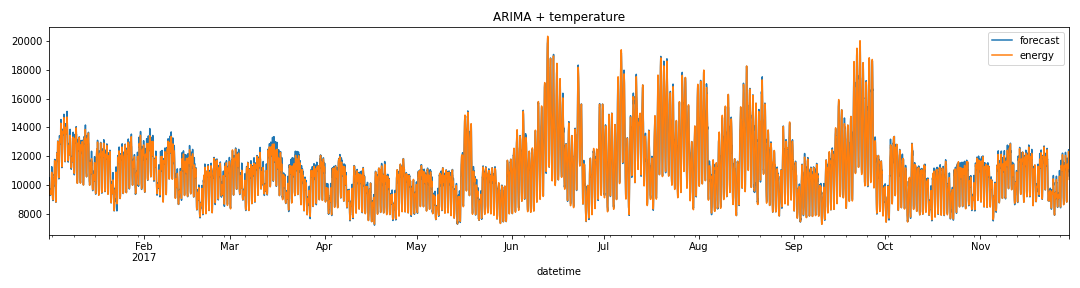 ARIMA + temperature
forecast
energy
20000
18000
16000
14000
12000
10000
8000
Feb Mar Apr May Jun Jul Aug Sep Oct Nov
2017
datetime